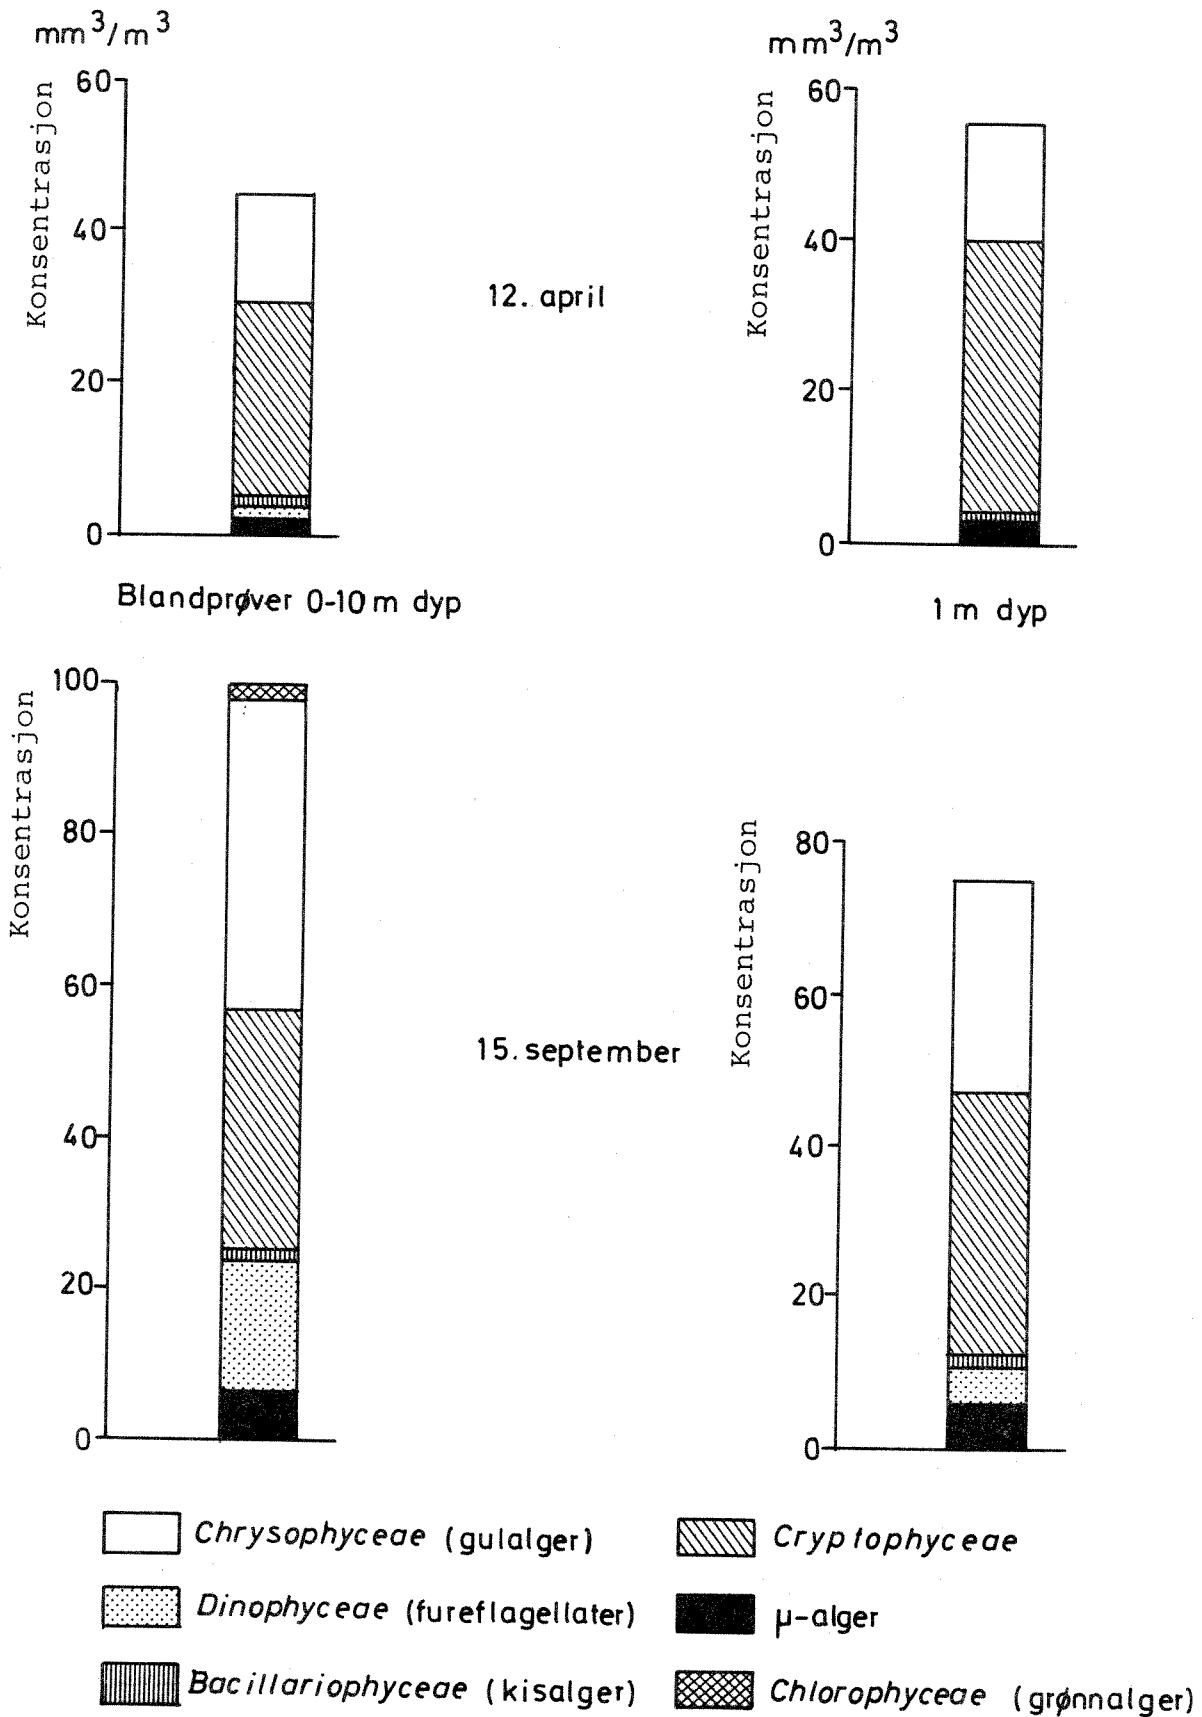 mm³/m³
Konsentrasjon
60
40
20
0
mm³/m³
Konsentrasjon
60
40
20
0
12. april
Blandprøver 0-10 m dyp
1 m dyp
Konsentrasjon
100
80
60
40
20
0
15. september
Konsentrasjon
80
60
40
20
0
Chrysophyceae (gulalger)
Cryptophyceae
Dinophyceae (fureflagellater)
µ-alger
Bacillariophyceae (kisalger)
Chlorophyceae (grønnalger)